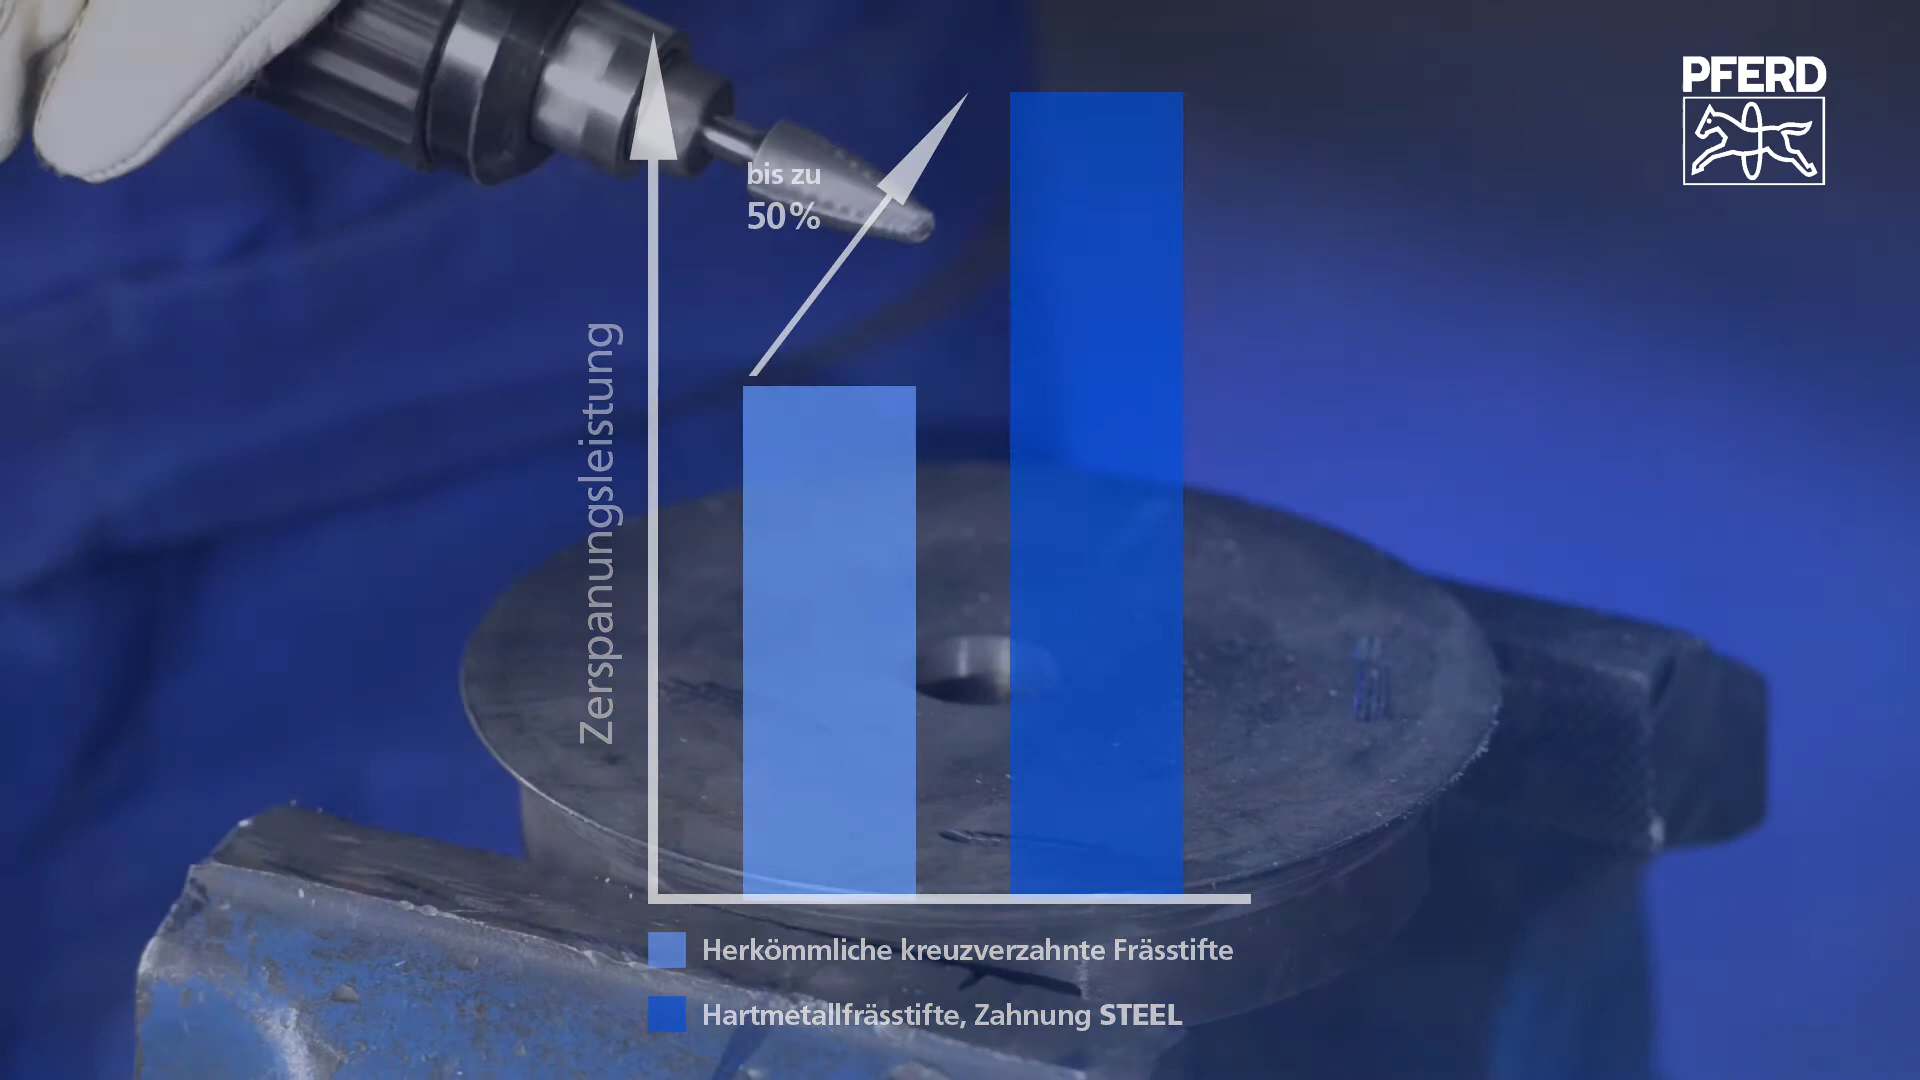 PFERD
bis zu
50%
Zerspanungsleistung
Herkömmliche kreuzverzahnte Frässtifte
Hartmetallfrässtifte, Zahnung STEEL